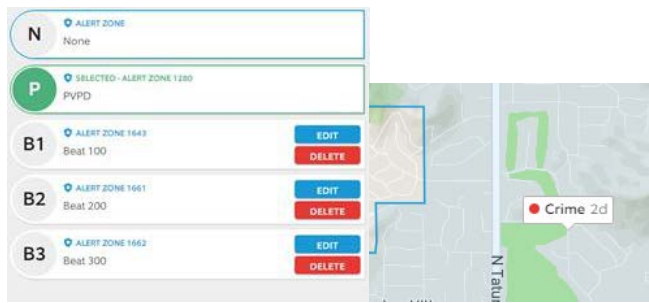 N
ALERT ZONE
None
P
SELECTED - ALERT ZONE 1280
PVPD
B1
ALERT ZONE 1643
Beat 100
EDIT
DELETE
B2
ALERT ZONE 1661
Beat 200
EDIT
DELETE
B3
ALERT ZONE 1662
Beat 300
EDIT
DELETE
Crime 2d
N Tatu